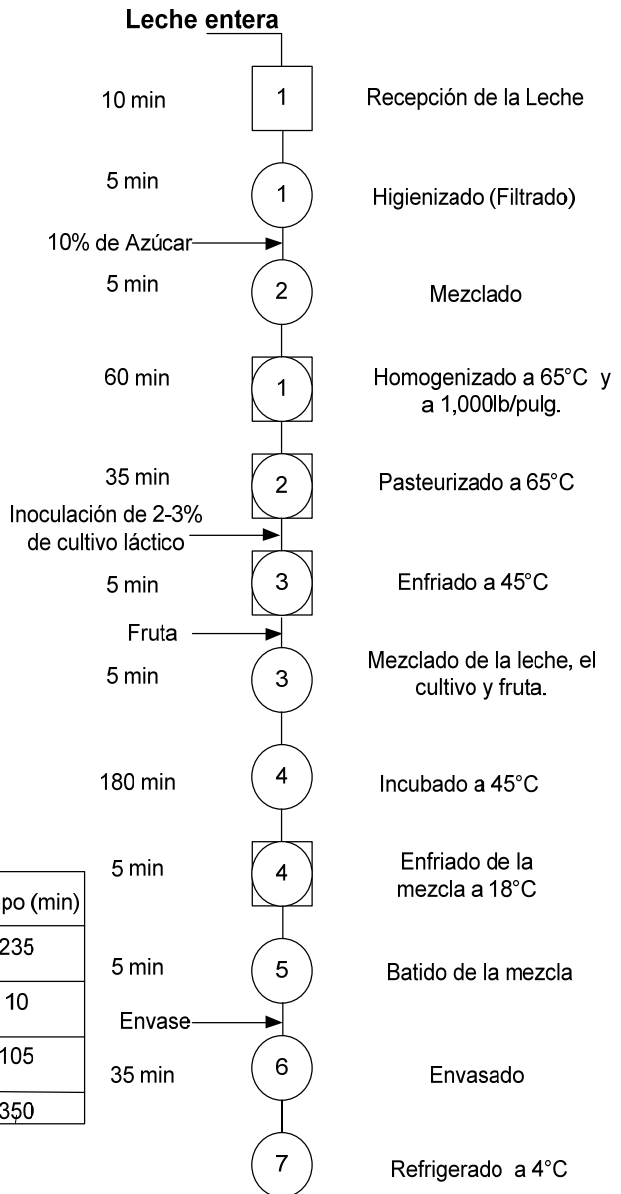 Leche entera
10 min
1
Recepción de la Leche
5 min
1
Higienizado (Filtrado)
10% de Azúcar
5 min
2
Mezclado
60 min
1
Homogenizado a 65°C y
a 1,000lb/pulg.
35 min
2
Pasteurizado a 65°C
Inoculación de 2-3%
de cultivo láctico
5 min
3
Enfriado a 45°C
Fruta
5 min
3
Mezclado de la leche, el
cultivo y fruta.
180 min
4
Incubado a 45°C
5 min
4
Enfriado de la
mezcla a 18°C
5 min
5
Batido de la mezcla
Envase
35 min
6
Envasado
7
Refrigerado a 4°C
(min)
235
10
105
350